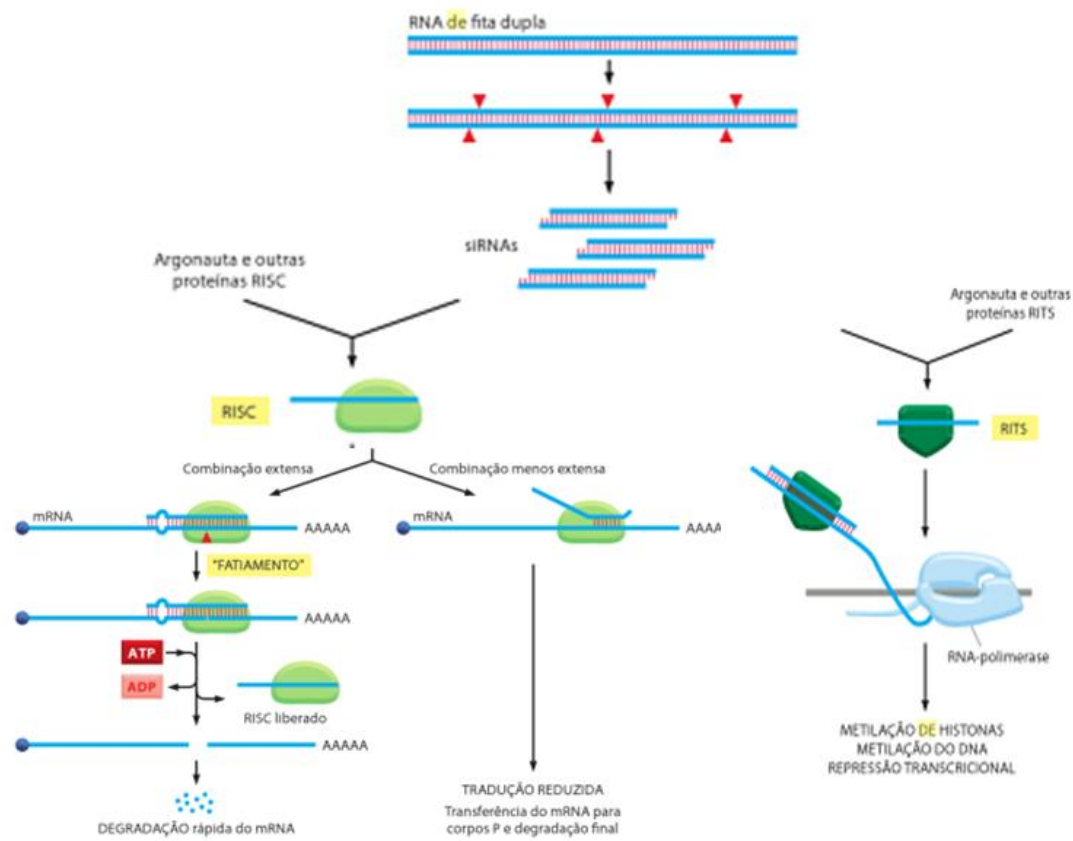 RNA de fita dupla
siRNAs
Argonauta e outras
proteínas RISC
Argonauta e outras
proteínas RITS
RISC
RITS
Combinação extensa
Combinação menos extensa
mRNA
AAAAA
mRNA
AAAA
"FATIAMENTO"
AAAAA
ATP
ADP
RISC liberado
RNA-polimerase
AAAAA
METILAÇÃO DE HISTONAS
METILAÇÃO DO DNA
REPRESSÃO TRANSCRICIONAL
TRADUÇÃO REDUZIDA
Transferência do mRNA para
corpos P e degradação final
DEGRADAÇÃO rápida do mRNA